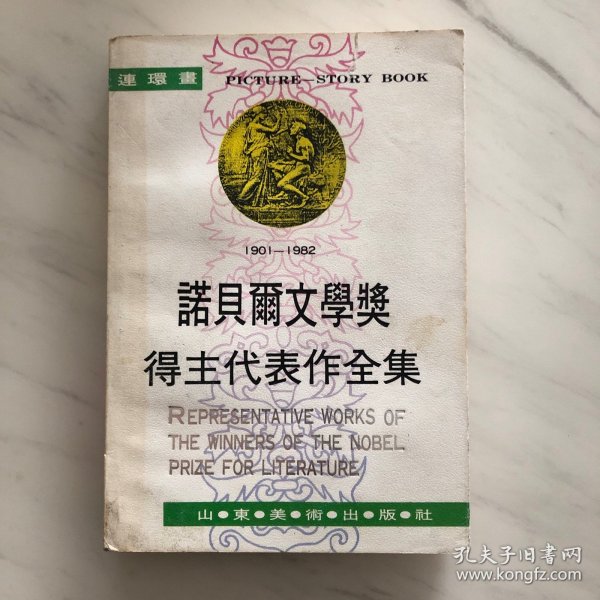 連環畫
PICTURE—STORY BOOK
1901—1982
諾貝爾文學獎
得主代表作全集
REPRESENTATIVE WORKS OF
THE WINNERS OF THE NOBEL
PRIZE FOR LITERATURE
山●東●美●術●出●版●社
孔夫子旧书网
www.kongfz.com